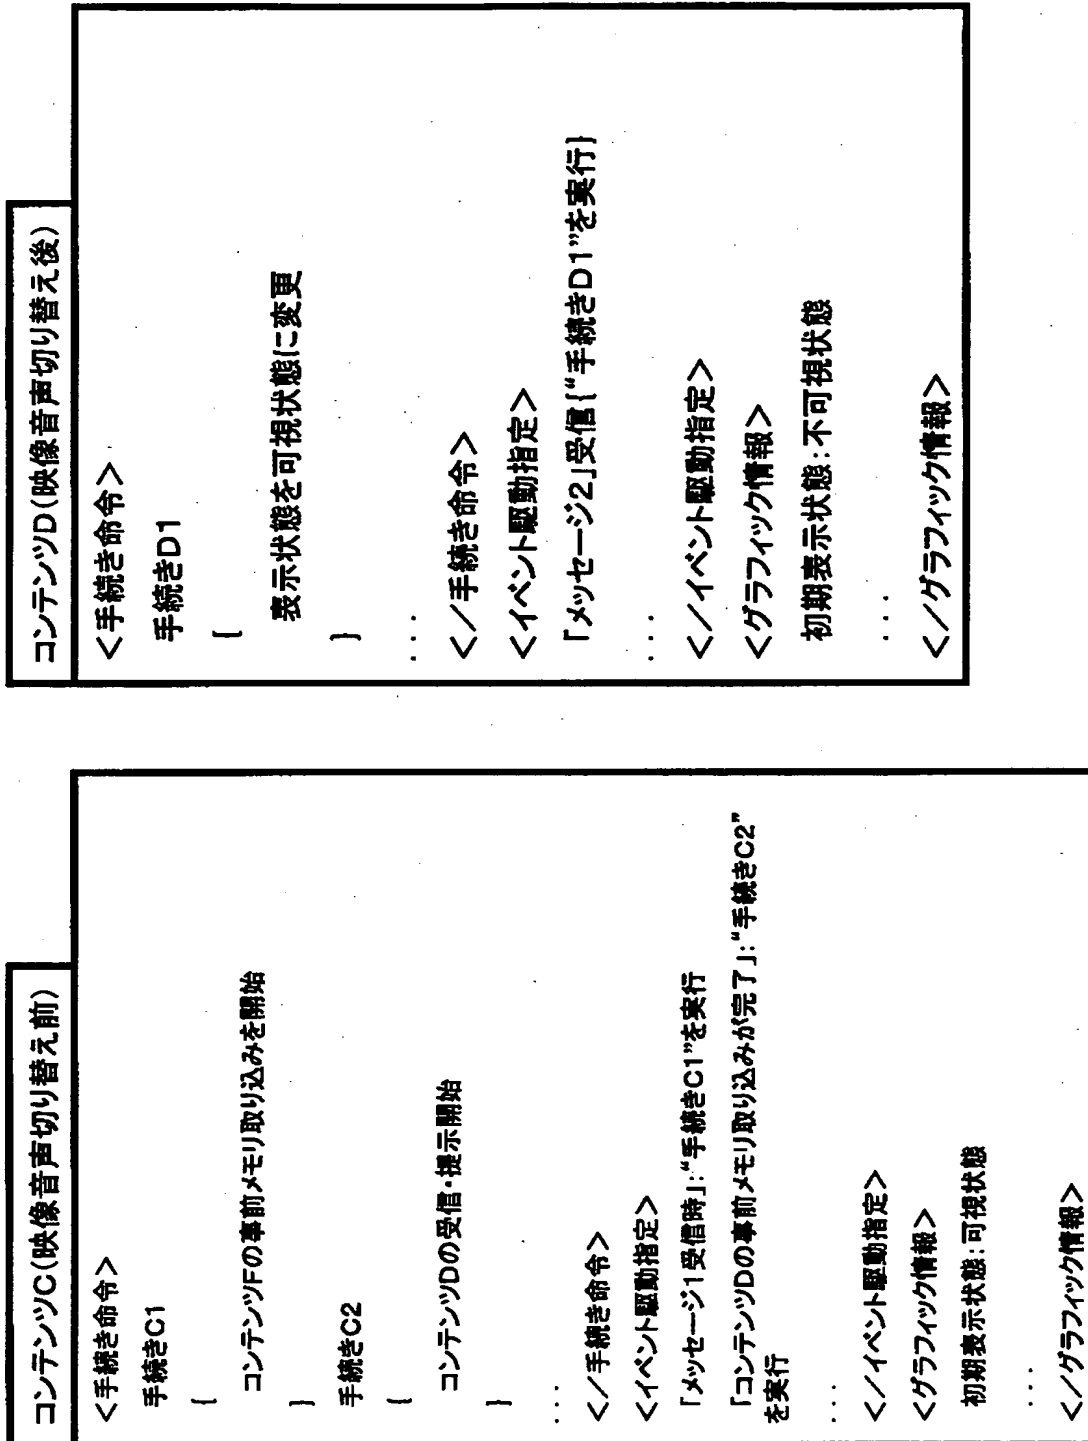 コンテンツC(映像音声切り替え前)
<手続き命令>
手続きC1
{
コンテンツFの事前メモリ取り込みを開始
}
手続きC2
{
コンテンツDの受信・提示開始
}
...
</手続き命令>
<イベント駆動指定>
「メッセージ1受信時」:“手続きC1”を実行
「コンテンツDの事前メモリ取り込みが完了」:“手続きC2”
を実行
...
</イベント駆動指定>
<グラフィック情報>
初期表示状態:可視状態
...
</グラフィック情報>
コンテンツD(映像音声切り替え後)
<手続き命令>
手続きD1
{
表示状態を可視状態に変更
}
...
</手続き命令>
<イベント駆動指定>
「メッセージ2」受信{“手続きD1”を実行}
...
</イベント駆動指定>
<グラフィック情報>
初期表示状態:不可視状態
...
</グラフィック情報>